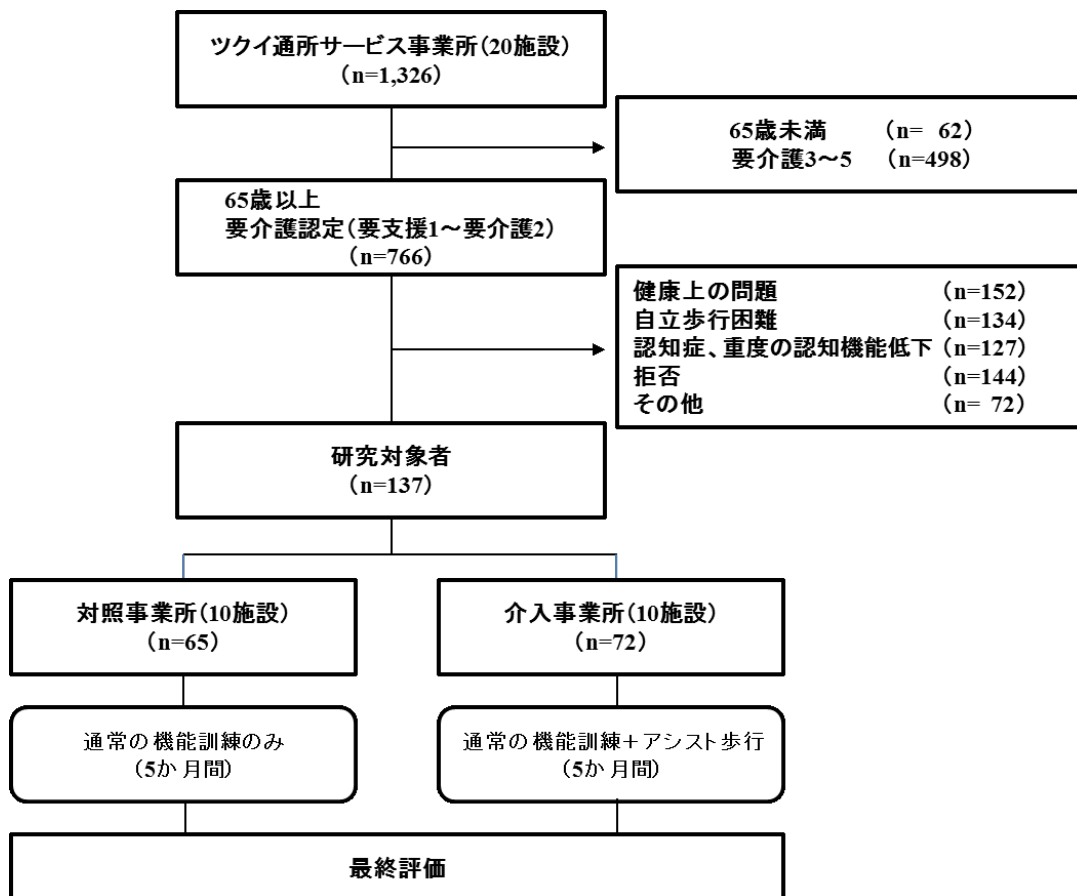 ツクイ通所サービス事業所（20施設）
（n=1,326）
65歳未満 （n= 62）
要介護3～5 （n=498）
65歳以上
要介護認定（要支援1～要介護2）
（n=766）
健康上の問題 （n=152）
自立歩行困難 （n=134）
認知症、重度の認知機能低下 （n=127）
拒否 （n=144）
その他 （n= 72）
研究対象者
（n=137）
対照事業所（10施設）
（n=65）
介入事業所（10施設）
（n=72）
通常の機能訓練のみ
（5か月間）
通常の機能訓練＋アシスト歩行
（5か月間）
最終評価